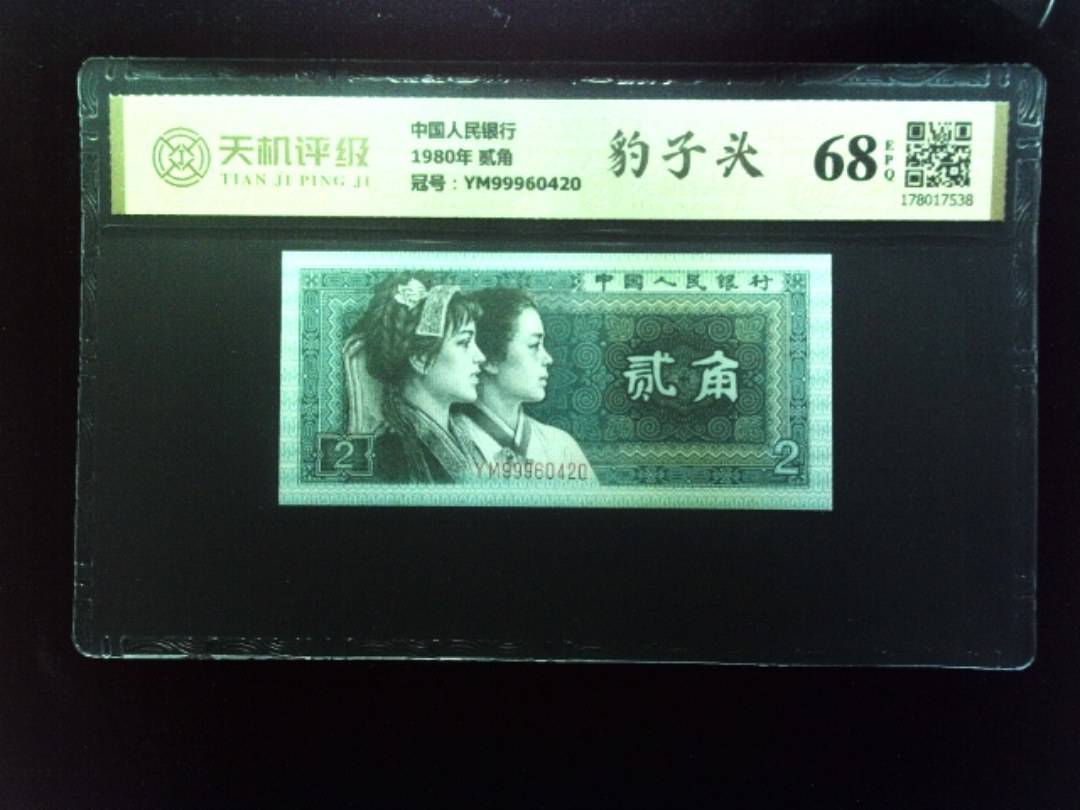 天机评级
TIAN JI PING JI
中国人民银行
1980年 贰角
冠号：YM99960420
豹子头
68
EPQ
178017538
中国人民银行
贰角
2
2
YM99960420